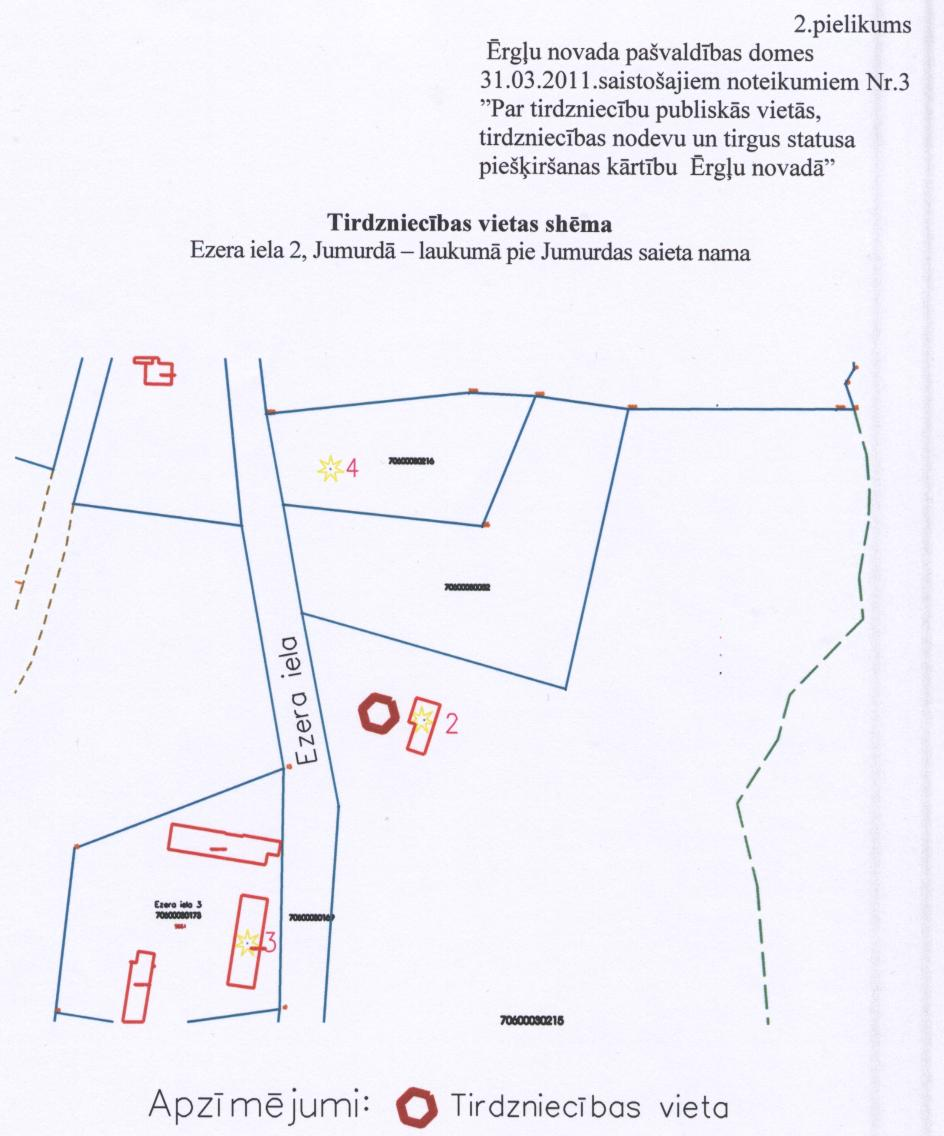 2.pielikums
Ērgļu novada pašvaldības domes
31.03.2011.saistošajiem noteikumiem Nr.3
”Par tirdzniecību publiskās vietās,
tirdzniecības nodevu un tirgus statusa
piešķiršanas kārtību Ērgļu novadā”
Tirdzniecības vietas shēma
Ezera iela 2, Jumurdā – laukumā pie Jumurdas saieta nama
4
70600080216
Ezera iela
2
Ezera iela 3
70600080178
3
Apzīmējumi: Tirdzniecības vieta